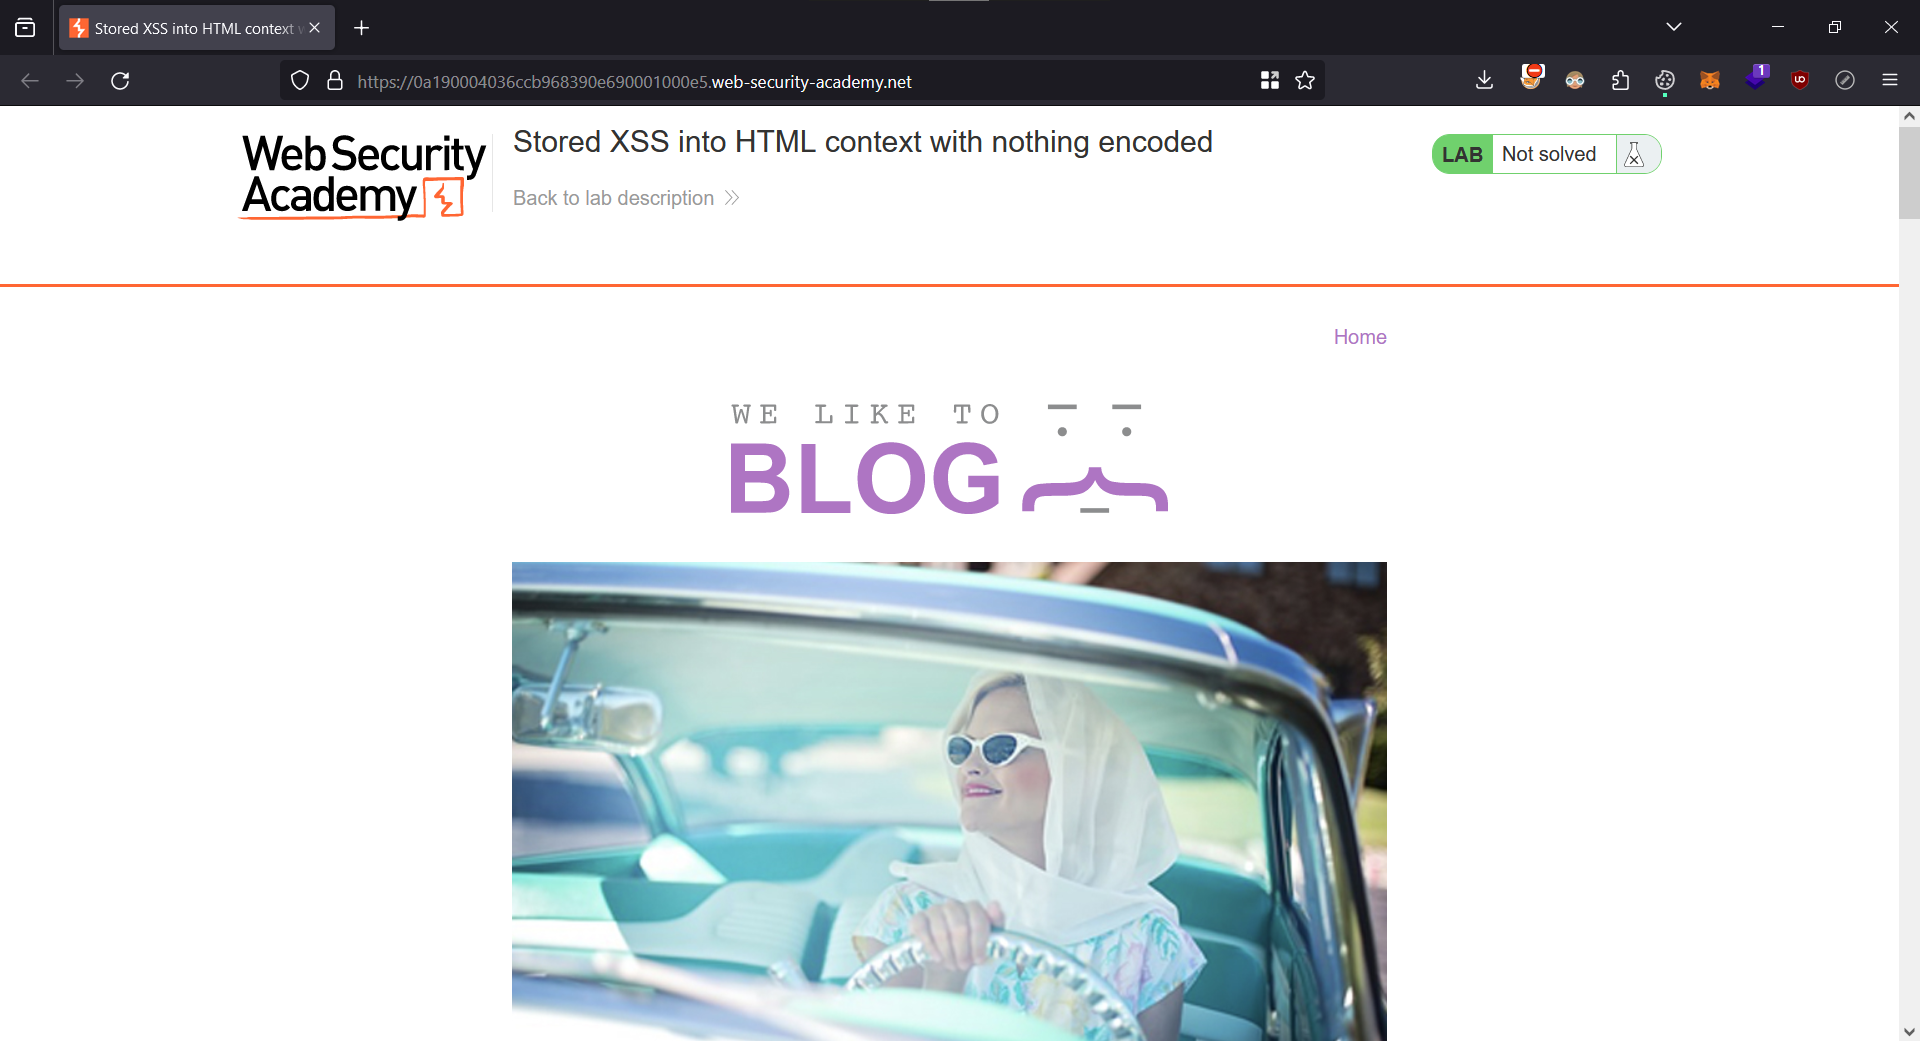 Stored XSS into HTML context w
https://0a190004036ccb968390e690001000e5.web-security-academy.net
1
Web Security
Academy
Stored XSS into HTML context with nothing encoded
Back to lab description
LAB Not solved
Home
WE LIKE TO
BLOG